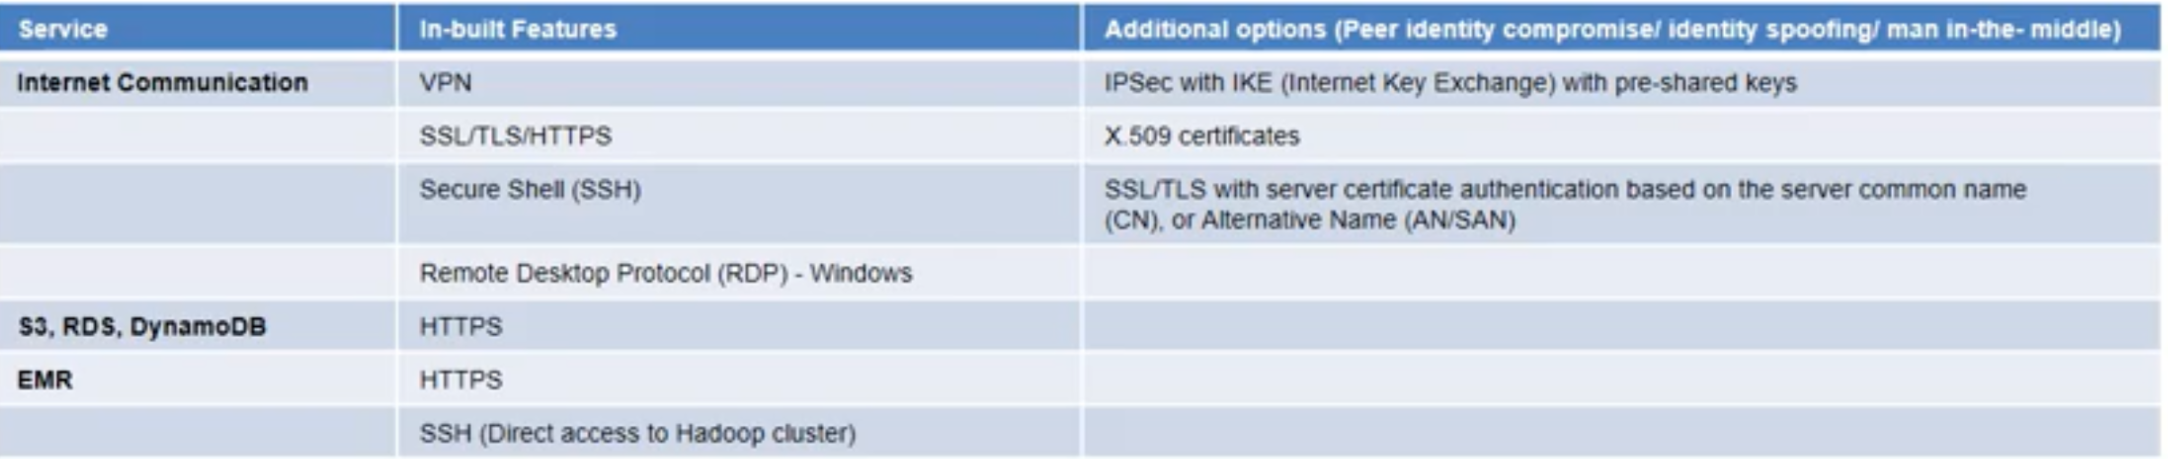 Service In-built Features Additional options (Peer identity compromise/ identity spoofing/ man in-the- middle)
Internet Communication VPN IPSec with IKE (Internet Key Exchange) with pre-shared keys
SSL/TLS/HTTPS X.509 certificates
Secure Shell (SSH) SSL/TLS with server certificate authentication based on the server common name
(CN), or Alternative Name (AN/SAN)
Remote Desktop Protocol (RDP) - Windows
S3, RDS, DynamoDB HTTPS
EMR HTTPS
SSH (Direct access to Hadoop cluster)